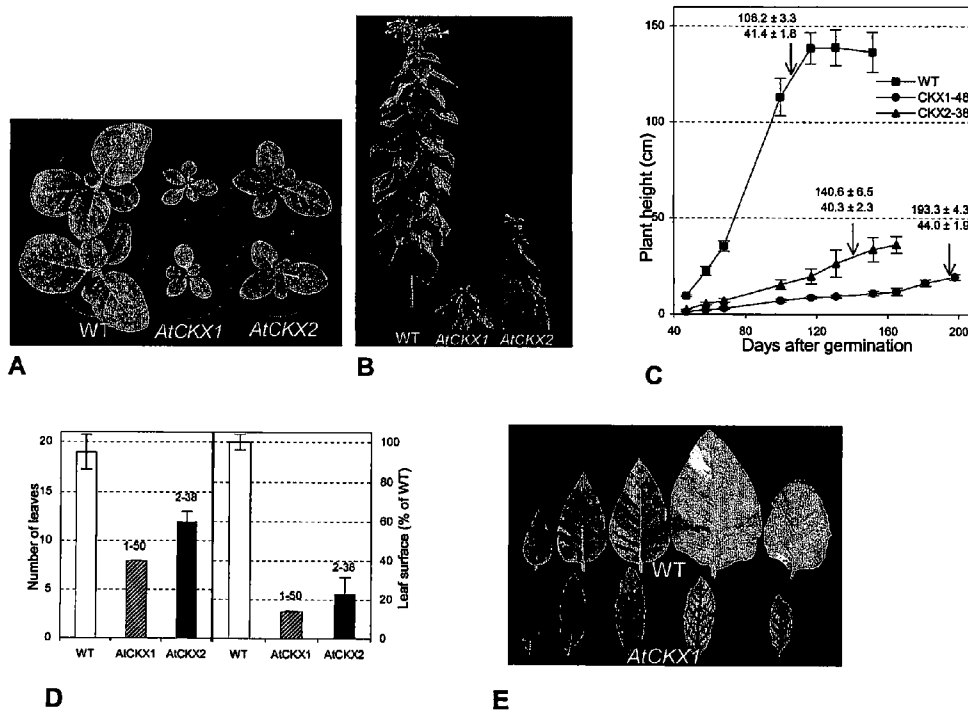 WT
AtCKX1
AtCKX2
A
WT
AtCKX1
AtCKX2
B
150
100
50
0
40
80
120
160
200
Plant height (cm)
Days after germination
106.2 ± 3.3
41.4 ± 1.8
140.6 ± 6.5
40.3 ± 2.3
193.3 ± 4.3
44.0 ± 1.9
WT
CKX1-48
CKX2-38
C
20
15
10
5
0
Number of leaves
1-50
2-38
1-50
2-38
100
80
60
40
20
0
Leaf surface (% of WT)
WT
AtCKX1
AtCKX2
WT
AtCKX1
AtCKX2
D
WT
AtCKX1
E